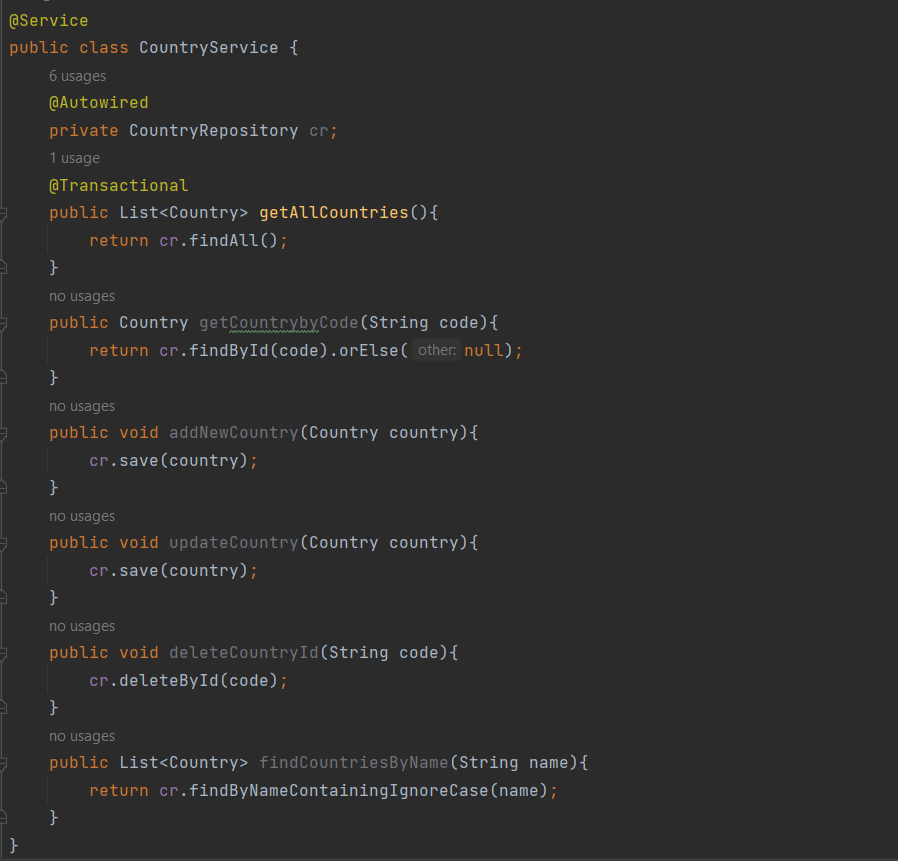 @Service
public class CountryService {
6 usages
@Autowired
private CountryRepository cr;
1 usage
@Transactional
public List<Country> getAllCountries(){
return cr.findAll();
}
no usages
public Country getCountrybyCode(String code){
return cr.findById(code).orElse( other: null);
}
no usages
public void addNewCountry(Country country){
cr.save(country);
}
no usages
public void updateCountry(Country country){
cr.save(country);
}
no usages
public void deleteCountryId(String code){
cr.deleteById(code);
}
no usages
public List<Country> findCountriesByName(String name){
return cr.findByNameContainingIgnoreCase(name);
}
}